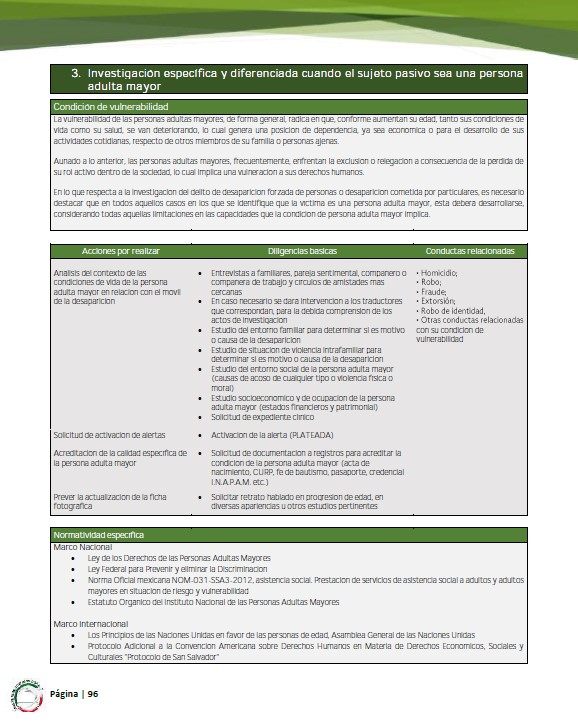 3. Investigación específica y diferenciada cuando el sujeto pasivo sea una persona
adulta mayor
Condición de vulnerabilidad
La vulnerabilidad de las personas adultas mayores, de forma general, radica en que, conforme aumentan su edad, tanto sus condiciones de
vida como su salud, se van deteriorando, lo cual genera una posicion de dependencia, ya sea economica o para el desarrollo de sus
actividades cotidianas, respecto de otros miembros de su familia o personas ajenas.
Aunado a lo anterior, las personas adultas mayores, frecuentemente, enfrentan la exclusion o relegacion a consecuencia de la perdida de
su rol activo dentro de la sociedad, lo cual implica una vulneracion a sus derechos humanos.
En lo que respecta a la investigacion del delito de desaparicion forzada de personas o desaparicion cometida por particulares, es necesario
destacar que en todos aquellos casos en los que se identifique que la victima es una persona adulta mayor, esta debera desarrollarse,
considerando todas aquellas limitaciones en las capacidades que la condicion de persona adulta mayor implica.
Acciones por realizar
Diligencias basicas
Conductas relacionadas
Analisis del contexto de las
condiciones de vida de la persona
adulta mayor en relacion con el movil
de la desaparicion
• Entrevistas a familiares, pareja sentimental, companero o
companera de trabajo y circulos de amistades mas
cercanas
• En caso necesario se dara intervencion a los traductores
que correspondan, para la debida comprension de los
actos de investigacion
• Estudio del entorno familiar para determinar si es motivo
o causa de la desaparicion
• Estudio de situacion de violencia intrafamiliar para
determinar si es motivo o causa de la desaparicion
• Estudio del entorno social de la persona adulta mayor
(causas de acoso de cualquier tipo o violencia fisica o
moral)
• Estudio socioeconomico y de ocupacion de la persona
adulta mayor (estados financieros y patrimonial)
• Solicitud de expediente clinico
• Homicidio;
• Robo;
• Fraude;
• Extorsión;
• Robo de identidad,
• Otras conductas relacionadas
con su condicion de
vulnerabilidad
Solicitud de activacion de alertas
• Activacion de la alerta (PLATEADA)
Acreditacion de la calidad especifica de
la persona adulta mayor
• Solicitud de documentacion a registros para acreditar la
condicion de la persona adulta mayor (acta de
nacimiento, CURP, fe de bautismo, pasaporte, credencial
I.N.A.P.A.M. etc.)
Prever la actualizacion de la ficha
fotografica
• Solicitar retrato hablado en progresion de edad, en
diversas apariencias u otros estudios pertinentes
Normatividad especifica
Marco Nacional
• Ley de los Derechos de las Personas Adultas Mayores
• Ley Federal para Prevenir y eliminar la Discriminacion
• Norma Oficial mexicana NOM-031-SSA3-2012, asistencia social. Prestacion de servicios de asistencia social a adultos y adultos
mayores en situacion de riesgo y vulnerabilidad
• Estatuto Organico del Instituto Nacional de las Personas Adultas Mayores
Marco Internacional
• Los Principios de las Naciones Unidas en favor de las personas de edad, Asamblea General de las Naciones Unidas
• Protocolo Adicional a la Convencion Americana sobre Derechos Humanos en Materia de Derechos Economicos, Sociales y
Culturales "Protocolo de San Salvador"
Página | 96